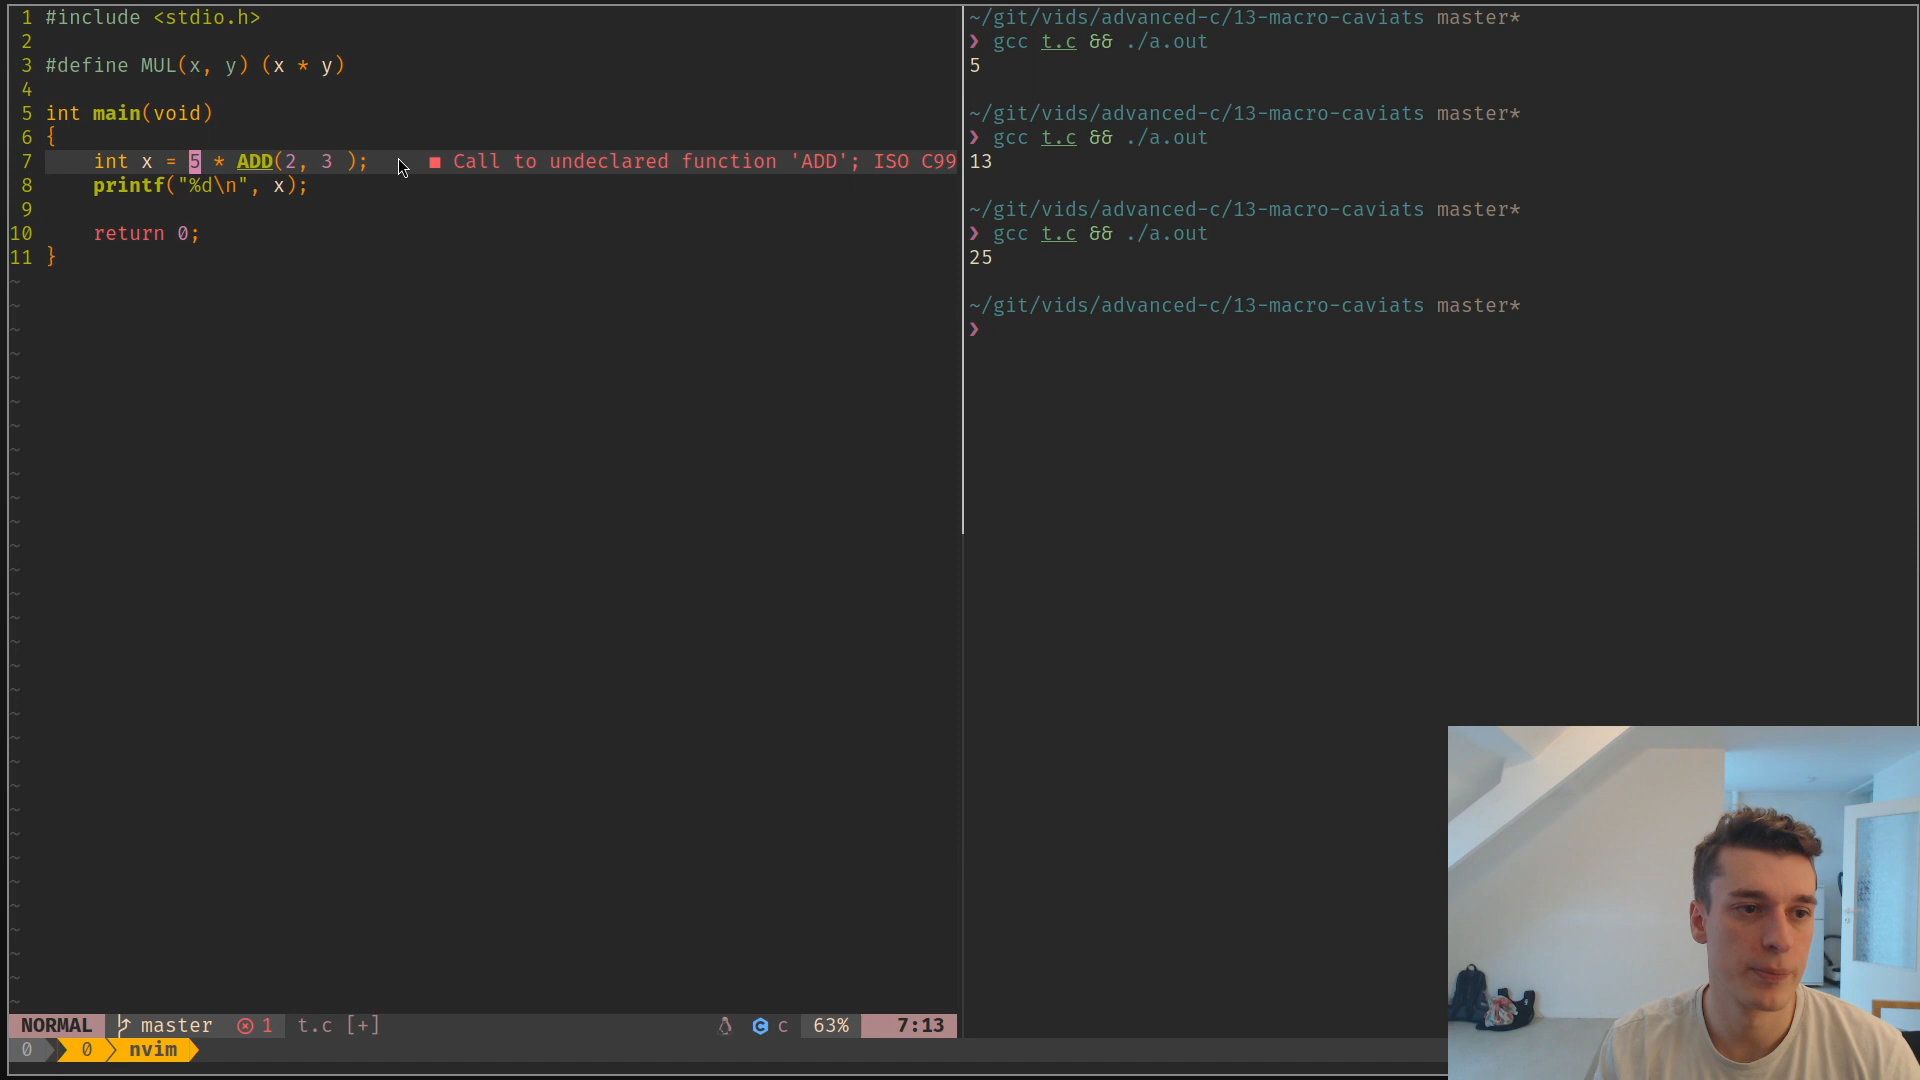 1 #include <stdio.h>
2
3 #define MUL(x, y) (x * y)
4
5 int main(void)
6 {
7     int x = 5 * ADD(2, 3 );     ■ Call to undeclared function 'ADD'; ISO C99
8     printf("%d\n", x);
9
10     return 0;
11 }
~/git/vids/advanced-c/13-macro-caviats master*
❯ gcc t.c && ./a.out
5
~/git/vids/advanced-c/13-macro-caviats master*
❯ gcc t.c && ./a.out
13
~/git/vids/advanced-c/13-macro-caviats master*
❯ gcc t.c && ./a.out
25
~/git/vids/advanced-c/13-macro-caviats master*
❯
NORMAL master 1 t.c [+] c 63% 7:13
0 0 nvim